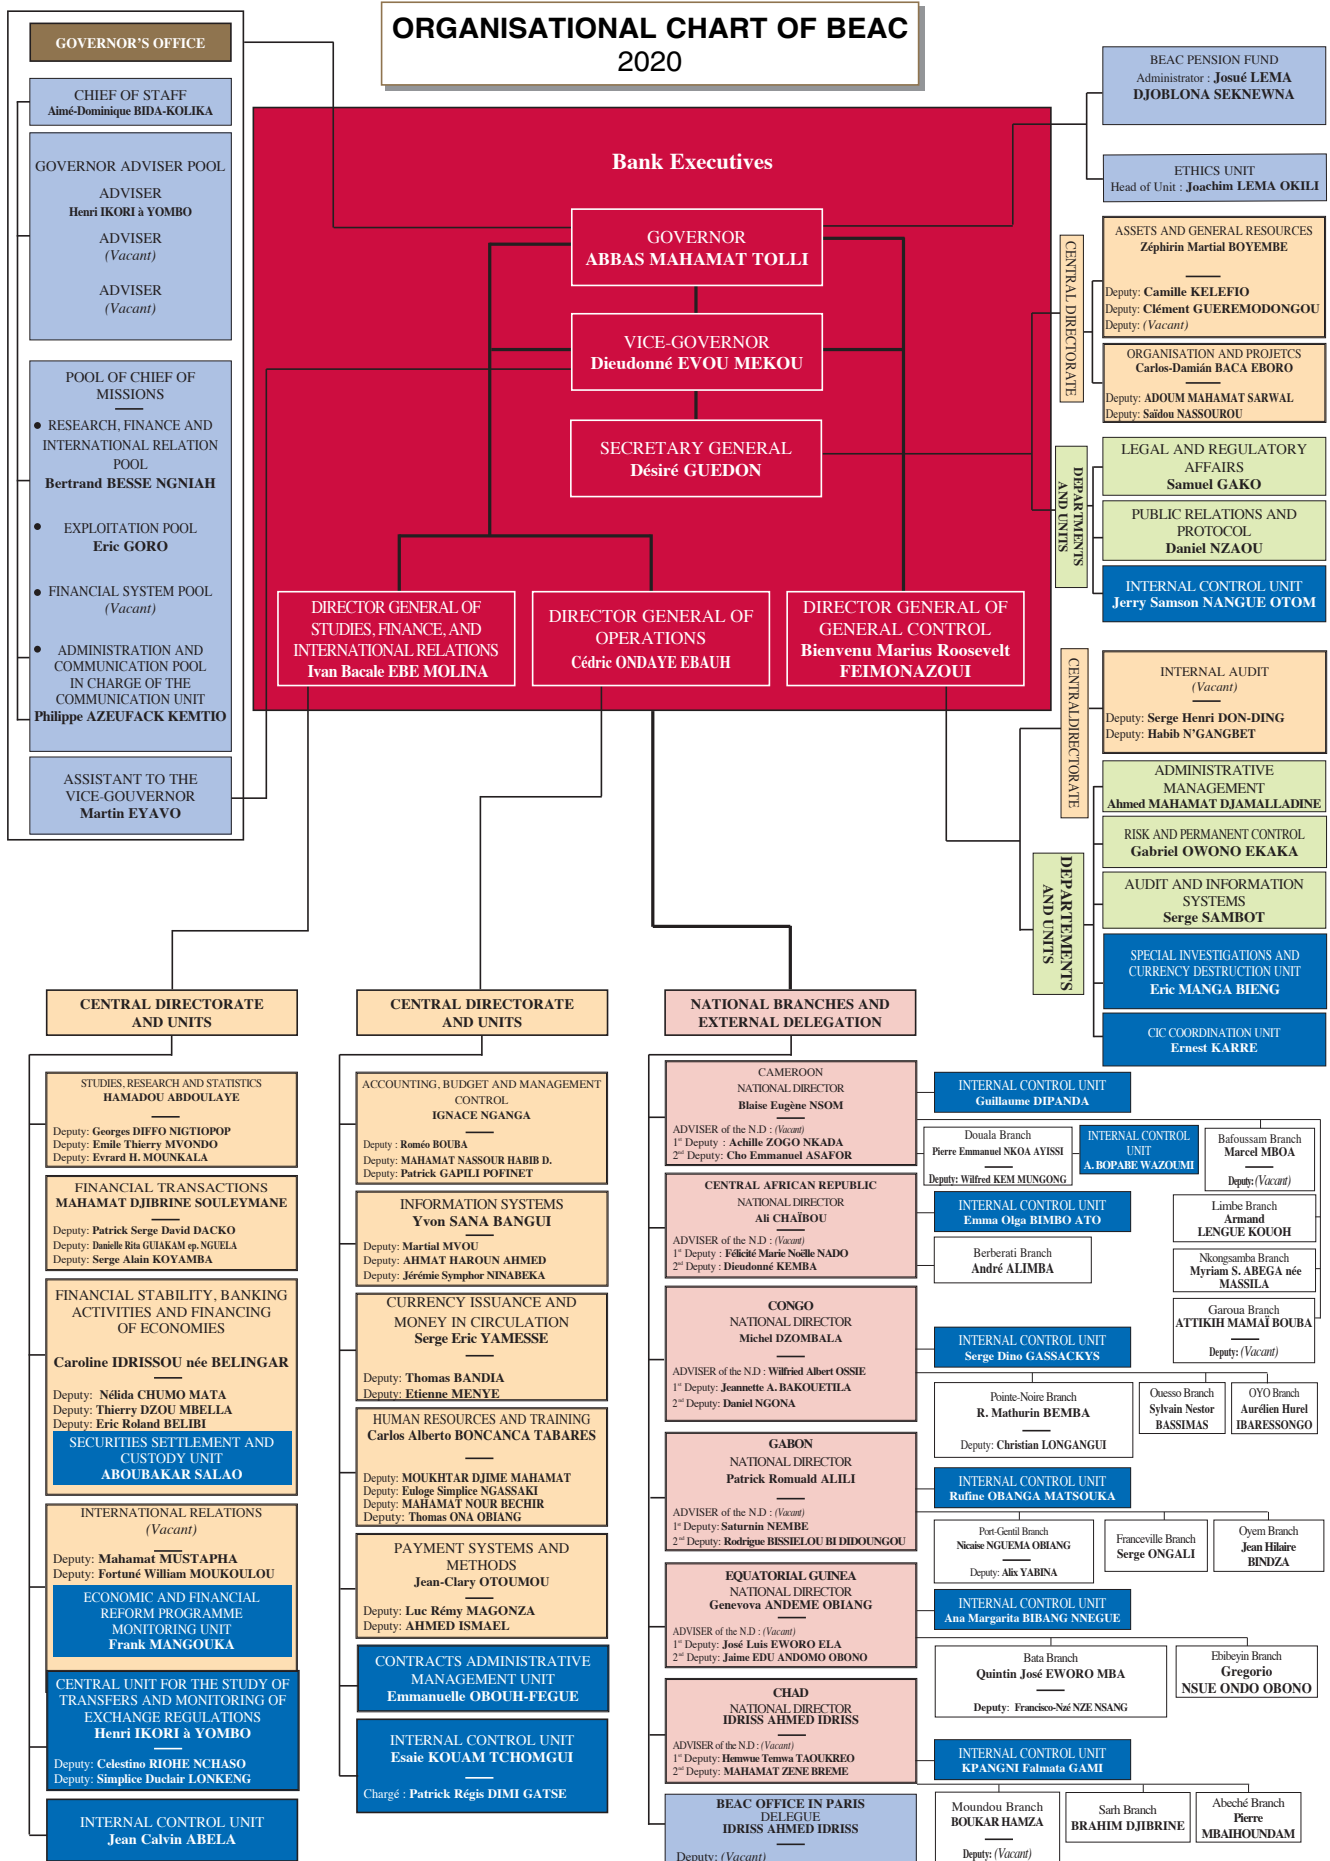 ORGANISATIONAL CHART OF BEAC
2020
GOVERNOR'S OFFICE
CHIEF OF STAFF
Aimé-Dominique BIDA-KOLIKA
GOVERNOR ADVISER POOL
ADVISER
Henri IKORI à YOMBO
ADVISER
(Vacant)
ADVISER
(Vacant)
POOL OF CHIEF OF
MISSIONS
• RESEARCH, FINANCE AND
INTERNATIONAL RELATION
POOL
Bertrand BESSE NGNIAH
• EXPLOITATION POOL
Eric GORO
• FINANCIAL SYSTEM POOL
(Vacant)
• ADMINISTRATION AND
COMMUNICATION POOL
IN CHARGE OF THE
COMMUNICATION UNIT
Philippe AZEUFACK KEMTIO
ASSISTANT TO THE
VICE-GOUVERNOR
Martin EYAVO
Bank Executives
GOVERNOR
ABBAS MAHAMAT TOLLI
VICE-GOVERNOR
Dieudonné EVOU MEKOU
SECRETARY GENERAL
Désiré GUEDON
DIRECTOR GENERAL OF
STUDIES, FINANCE, AND
INTERNATIONAL RELATIONS
Ivan Bacale EBE MOLINA
DIRECTOR GENERAL OF
OPERATIONS
Cédric ONDAYE EBAUH
DIRECTOR GENERAL OF
GENERAL CONTROL
Bienvenu Marius Roosevelt
FEIMONAZOUI
BEAC PENSION FUND
Administrator : Josué LEMA
DJOBLONA SEKNEWNA
ETHICS UNIT
Head of Unit : Joachim LEMA OKILI
CENTRAL DIRECTORATE
ASSETS AND GENERAL RESOURCES
Zéphirin Martial BOYEMBE
Deputy: Camille KELEFIO
Deputy: Clément GUEREMODONGOU
Deputy: (Vacant)
ORGANISATION AND PROJETCS
Carlos-Damián BACA EBORO
Deputy: ADOUM MAHAMAT SARWAL
Deputy: Saïdou NASSOUROU
DEPARTMENTS
AND UNITS
LEGAL AND REGULATORY
AFFAIRS
Samuel GAKO
PUBLIC RELATIONS AND
PROTOCOL
Daniel NZAOU
INTERNAL CONTROL UNIT
Jerry Samson NANGUE OTOM
CENTRALDIRECTORATE
INTERNAL AUDIT
(Vacant)
Deputy: Serge Henri DON-DING
Deputy: Habib N'GANGBET
DEPARTEMENTS
AND UNITS
ADMINISTRATIVE
MANAGEMENT
Ahmed MAHAMAT DJAMALLADINE
RISK AND PERMANENT CONTROL
Gabriel OWONO EKAKA
AUDIT AND INFORMATION
SYSTEMS
Serge SAMBOT
SPECIAL INVESTIGATIONS AND
CURRENCY DESTRUCTION UNIT
Eric MANGA BIENG
CIC COORDINATION UNIT
Ernest KARRE
CENTRAL DIRECTORATE
AND UNITS
STUDIES, RESEARCH AND STATISTICS
HAMADOU ABDOULAYE
Deputy: Georges DIFFO NIGTIOPOP
Deputy: Emile Thierry MVONDO
Deputy: Evrard H. MOUNKALA
FINANCIAL TRANSACTIONS
MAHAMAT DJIBRINE SOULEYMANE
Deputy: Patrick Serge David DACKO
Deputy: Danielle Rita GUIAKAM ep. NGUELA
Deputy: Serge Alain KOYAMBA
FINANCIAL STABILITY, BANKING
ACTIVITIES AND FINANCING
OF ECONOMIES
Caroline IDRISSOU née BELINGAR
Deputy: Nélida CHUMO MATA
Deputy: Thierry DZOU MBELLA
Deputy: Eric Roland BELIBI
SECURITIES SETTLEMENT AND
CUSTODY UNIT
ABOUBAKAR SALAO
INTERNATIONAL RELATIONS
(Vacant)
Deputy: Mahamat MUSTAPHA
Deputy: Fortuné William MOUKOULOU
ECONOMIC AND FINANCIAL
REFORM PROGRAMME
MONITORING UNIT
Frank MANGOUKA
CENTRAL UNIT FOR THE STUDY OF
TRANSFERS AND MONITORING OF
EXCHANGE REGULATIONS
Henri IKORI à YOMBO
Deputy: Celestino RIOHE NCHASO
Deputy: Simplice Duclair LONKENG
INTERNAL CONTROL UNIT
Jean Calvin ABELA
CENTRAL DIRECTORATE
AND UNITS
ACCOUNTING, BUDGET AND MANAGEMENT
CONTROL
IGNACE NGANGA
Deputy : Roméo BOUBA
Deputy: MAHAMAT NASSOUR HABIB D.
Deputy: Patrick GAPILI POFINET
INFORMATION SYSTEMS
Yvon SANA BANGUI
Deputy: Martial MVOU
Deputy: AHMAT HAROUN AHMED
Deputy: Jérémie Symphor NINABEKA
CURRENCY ISSUANCE AND
MONEY IN CIRCULATION
Serge Eric YAMESSE
Deputy: Thomas BANDIA
Deputy: Etienne MENYE
HUMAN RESOURCES AND TRAINING
Carlos Alberto BONCANCA TABARES
Deputy: MOUKHTAR DJIME MAHAMAT
Deputy: Euloge Simplice NGASSAKI
Deputy: MAHAMAT NOUR BECHIR
Deputy: Thomas ONA OBIANG
PAYMENT SYSTEMS AND
METHODS
Jean-Clary OTOUMOU
Deputy: Luc Rémy MAGONZA
Deputy: AHMED ISMAEL
CONTRACTS ADMINISTRATIVE
MANAGEMENT UNIT
Emmanuelle OBOUH-FEGUE
INTERNAL CONTROL UNIT
Esaie KOUAM TCHOMGUI
Chargé : Patrick Régis DIMI GATSE
NATIONAL BRANCHES AND
EXTERNAL DELEGATION
CAMEROON
NATIONAL DIRECTOR
Blaise Eugène NSOM
ADVISER of the N.D : (Vacant)
1st Deputy : Achille ZOGO NKADA
2nd Deputy: Cho Emmanuel ASAFOR
INTERNAL CONTROL UNIT
Guillaume DIPANDA
Douala Branch
Pierre Emmanuel NKOA AYISSI
Deputy: Wilfred KEM MUNGONG
INTERNAL CONTROL
UNIT
A. BOPABE WAZOUMI
Bafoussam Branch
Marcel MBOA
Deputy: (Vacant)
Limbe Branch
Armand
LENGUE KOUOH
Nkongsamba Branch
Myriam S. ABEGA née
MASSILA
Garoua Branch
ATTIKIH MAMAÏ BOUBA
Deputy: (Vacant)
CENTRAL AFRICAN REPUBLIC
NATIONAL DIRECTOR
Ali CHAÏBOU
ADVISER of the N.D : (Vacant)
1st Deputy : Félicité Marie Noëlle NADO
2nd Deputy : Dieudonné KEMBA
INTERNAL CONTROL UNIT
Emma Olga BIMBO ATO
Berberati Branch
André ALIMBA
CONGO
NATIONAL DIRECTOR
Michel DZOMBALA
ADVISER of the N.D : Wilfried Albert OSSIE
1st Deputy: Jeannette A. BAKOUETILA
2nd Deputy: Daniel NGONA
INTERNAL CONTROL UNIT
Serge Dino GASSACKYS
Pointe-Noire Branch
R. Mathurin BEMBA
Deputy: Christian LONGANGUI
Ouesso Branch
Sylvain Nestor
BASSIMAS
OYO Branch
Aurélien Hurel
IBARESSONGO
GABON
NATIONAL DIRECTOR
Patrick Romuald ALILI
ADVISER of the N.D : (Vacant)
1st Deputy: Saturnin NEMBE
2nd Deputy: Rodrigue BISSIELOU BI DIDOUNGOU
INTERNAL CONTROL UNIT
Rufine OBANGA MATSOUKA
Port-Gentil Branch
Nicaise NGUEMA OBIANG
Deputy: Alix YABINA
Franceville Branch
Serge ONGALI
Oyem Branch
Jean Hilaire
BINDZA
EQUATORIAL GUINEA
NATIONAL DIRECTOR
Genevova ANDEME OBIANG
ADVISER of the N.D : (Vacant)
1st Deputy: José Luis EWORO ELA
2nd Deputy: Jaime EDU ANDOMO OBONO
INTERNAL CONTROL UNIT
Ana Margarita BIBANG NNEGUE
Bata Branch
Quintin José EWORO MBA
Deputy: Francisco-Nzé NZE NSANG
Ebibeyin Branch
Gregorio
NSUE ONDO OBONO
CHAD
NATIONAL DIRECTOR
IDRISS AHMED IDRISS
ADVISER of the N.D : (Vacant)
1st Deputy: Hemwue Temwa TAOUKREO
2nd Deputy: MAHAMAT ZENE BREME
INTERNAL CONTROL UNIT
KPANGNI Falmata GAMI
Moundou Branch
BOUKAR HAMZA
Deputy: (Vacant)
Sarh Branch
BRAHIM DJIBRINE
Abeché Branch
Pierre
MBAIHOUNDAM
BEAC OFFICE IN PARIS
DELEGUE
IDRISS AHMED IDRISS
Deputy: (Vacant)